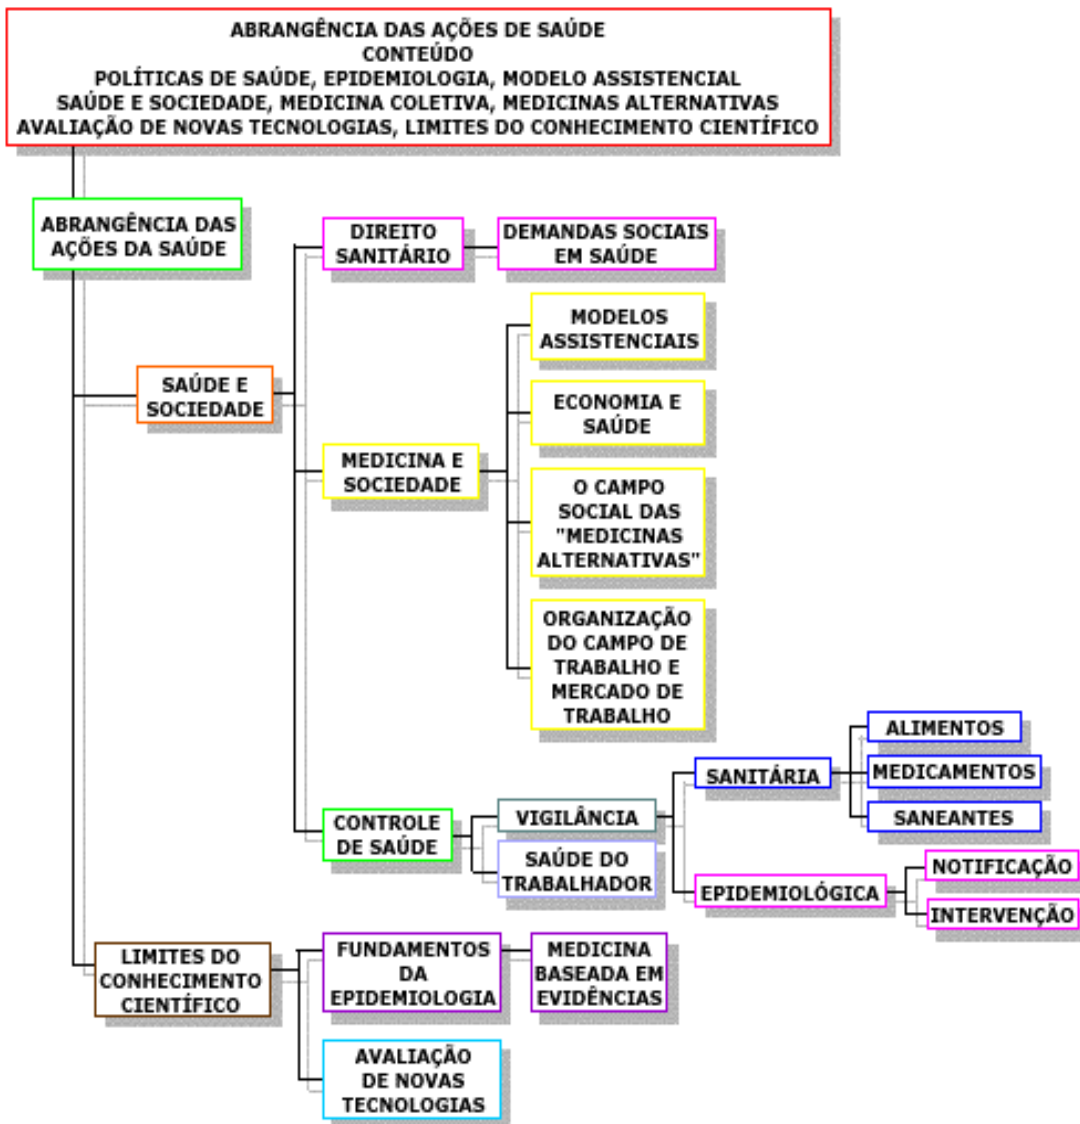 ABRANGÊNCIA DAS AÇÕES DE SAÚDE
CONTEÚDO
POLÍTICAS DE SAÚDE, EPIDEMIOLOGIA, MODELO ASSISTENCIAL
SAÚDE E SOCIEDADE, MEDICINA COLETIVA, MEDICINAS ALTERNATIVAS
AVALIAÇÃO DE NOVAS TECNOLOGIAS, LIMITES DO CONHECIMENTO CIENTÍFICO
ABRANGÊNCIA DAS
AÇÕES DA SAÚDE
SAÚDE E
SOCIEDADE
DIREITO
SANITÁRIO
DEMANDAS SOCIAIS
EM SAÚDE
MEDICINA E
SOCIEDADE
MODELOS
ASSISTENCIAIS
ECONOMIA E
SAÚDE
O CAMPO
SOCIAL DAS
"MEDICINAS
ALTERNATIVAS"
ORGANIZAÇÃO
DO CAMPO DE
TRABALHO E
MERCADO DE
TRABALHO
CONTROLE
DE SAÚDE
VIGILÂNCIA
SANITÁRIA
ALIMENTOS
MEDICAMENTOS
SANEANTES
EPIDEMIOLÓGICA
NOTIFICAÇÃO
INTERVENÇÃO
SAÚDE DO
TRABALHADOR
LIMITES DO
CONHECIMENTO
CIENTÍFICO
FUNDAMENTOS
DA
EPIDEMIOLOGIA
MEDICINA
BASEADA EM
EVIDÊNCIAS
AVALIAÇÃO
DE NOVAS
TECNOLOGIAS